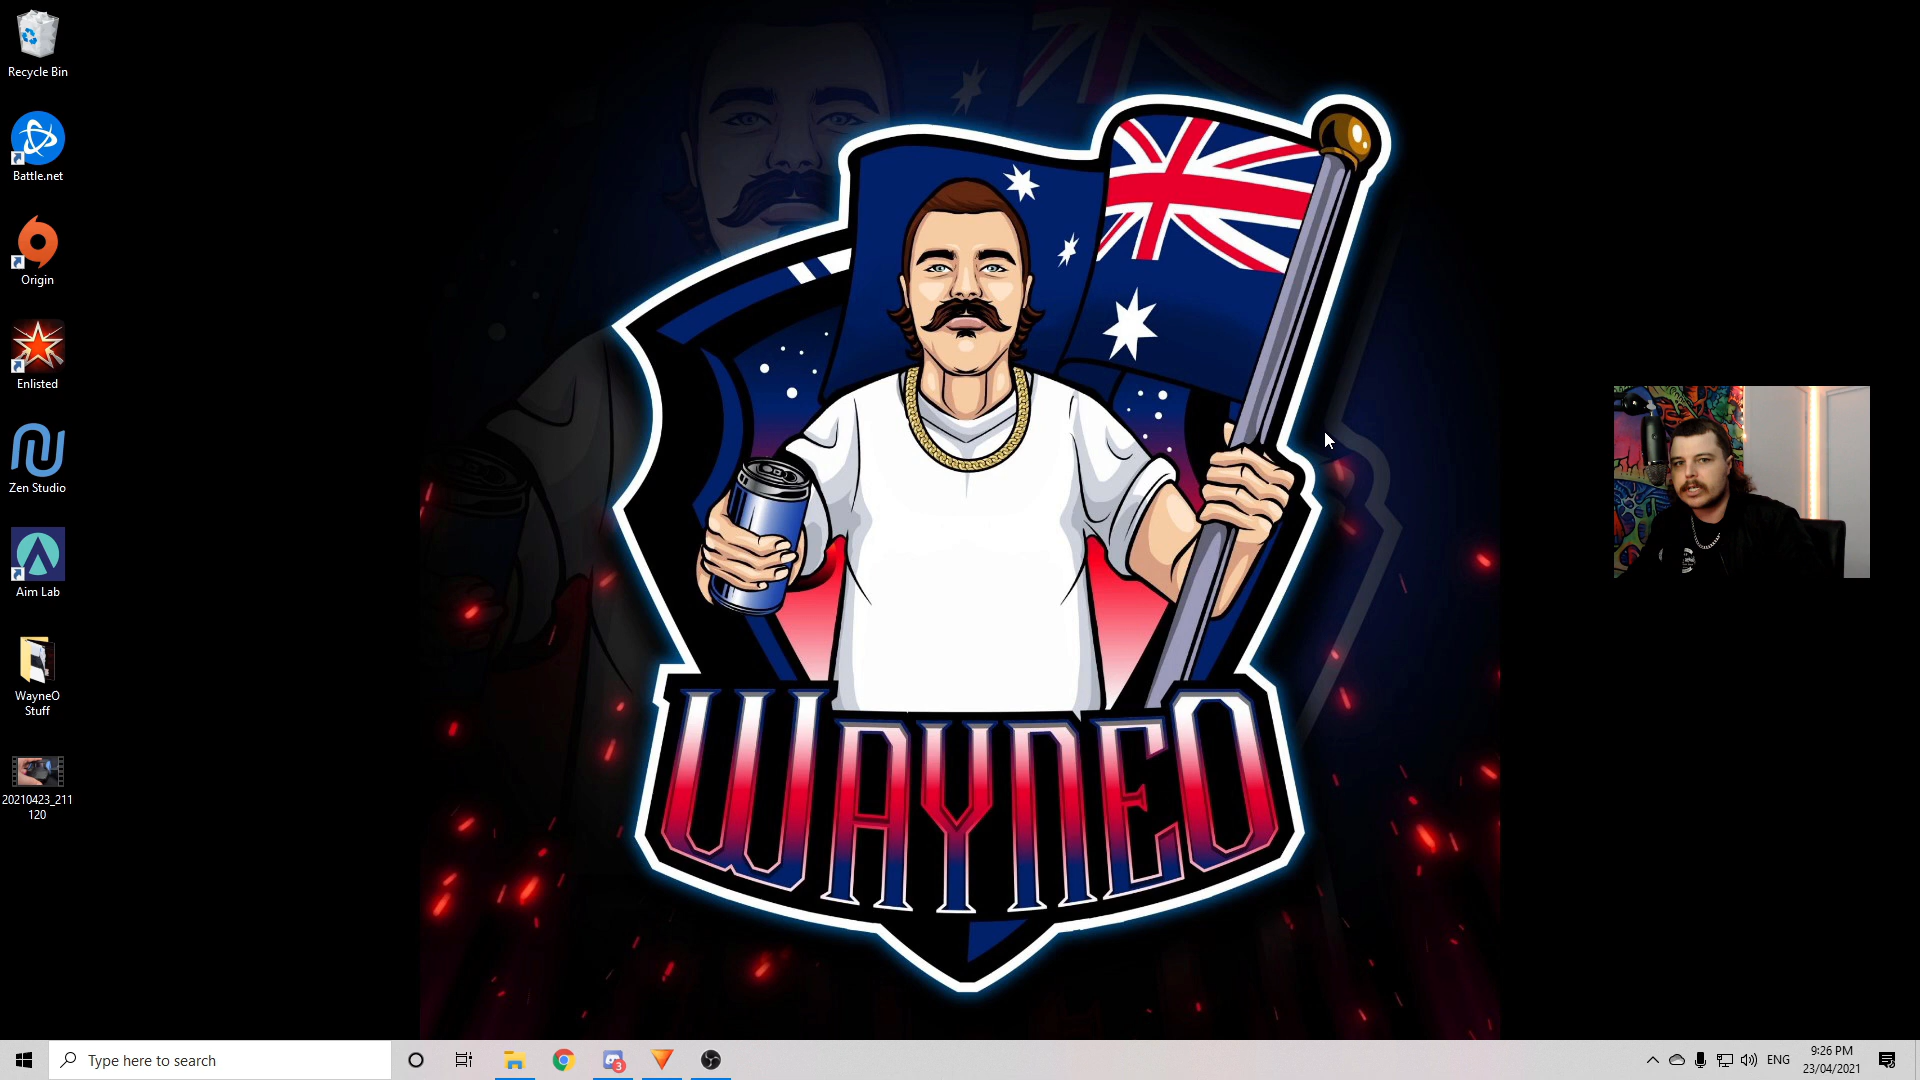 Recycle Bin
Battle.net
Origin
Enlisted
Zen Studio
Aim Lab
WayneO
Stuff
20210423_211
120
WAYNEO
Type here to search
3
ENG
9:26 PM
23/04/2021